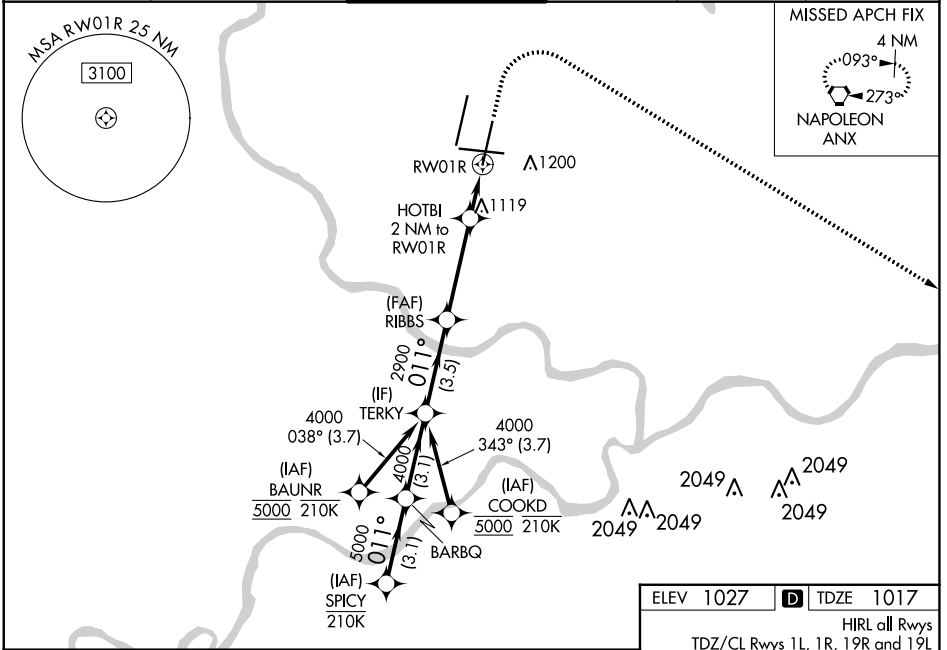 MSA RW01R 25 NM
3100
MISSED APCH FIX
4 NM
093°
273°
NAPOLEON
ANX
RW01R
1200
HOTBI
2 NM to
RW01R
1119
(FAF)
RIBBS
2900
011°
(3.5)
(IF)
TERKY
4000
038° (3.7)
4000
343° (3.7)
4000
(3.1)
(IAF)
BAUNR
5000 210K
(IAF)
COOKD
5000 210K
BARBQ
5000
011°
(3.1)
(IAF)
SPICY
210K
2049
2049
2049
2049
2049
ELEV 1027 D TDZE 1017
HIRL all Rwys
TDZ/CL Rwys 1L, 1R, 19R and 19L